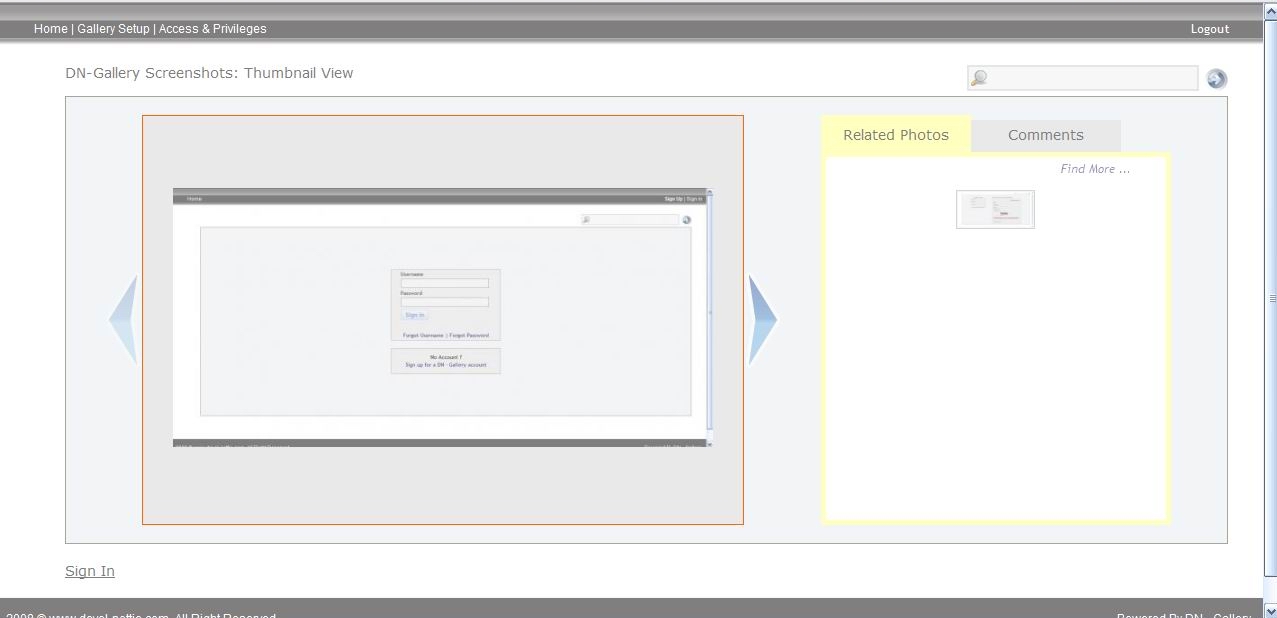 Home | Gallery Setup | Access & Privileges
Logout
DN-Gallery Screenshots: Thumbnail View
Related Photos
Comments
Find More ...
Home
Sign Up | Sign In
Username
Password
Sign In
Forgot Username | Forgot Password
No Account ?
Sign up for a DN - Gallery account
Sign In
All Right Reserved
Powered By DN - Gallery